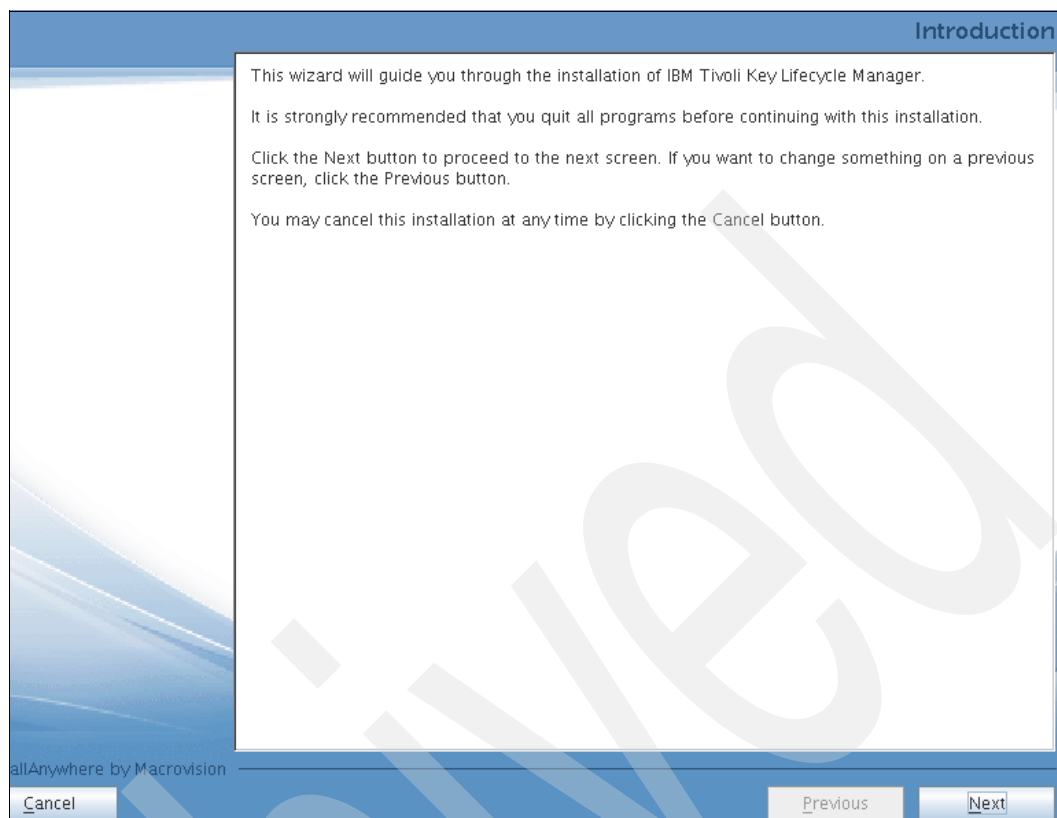 Introduction
This wizard will guide you through the installation of IBM Tivoli Key Lifecycle Manager.
It is strongly recommended that you quit all programs before continuing with this installation.
Click the Next button to proceed to the next screen. If you want to change something on a previous
screen, click the Previous button.
You may cancel this installation at any time by clicking the Cancel button.
allAnywhere by Macrovision
Cancel
Previous
Next
hived